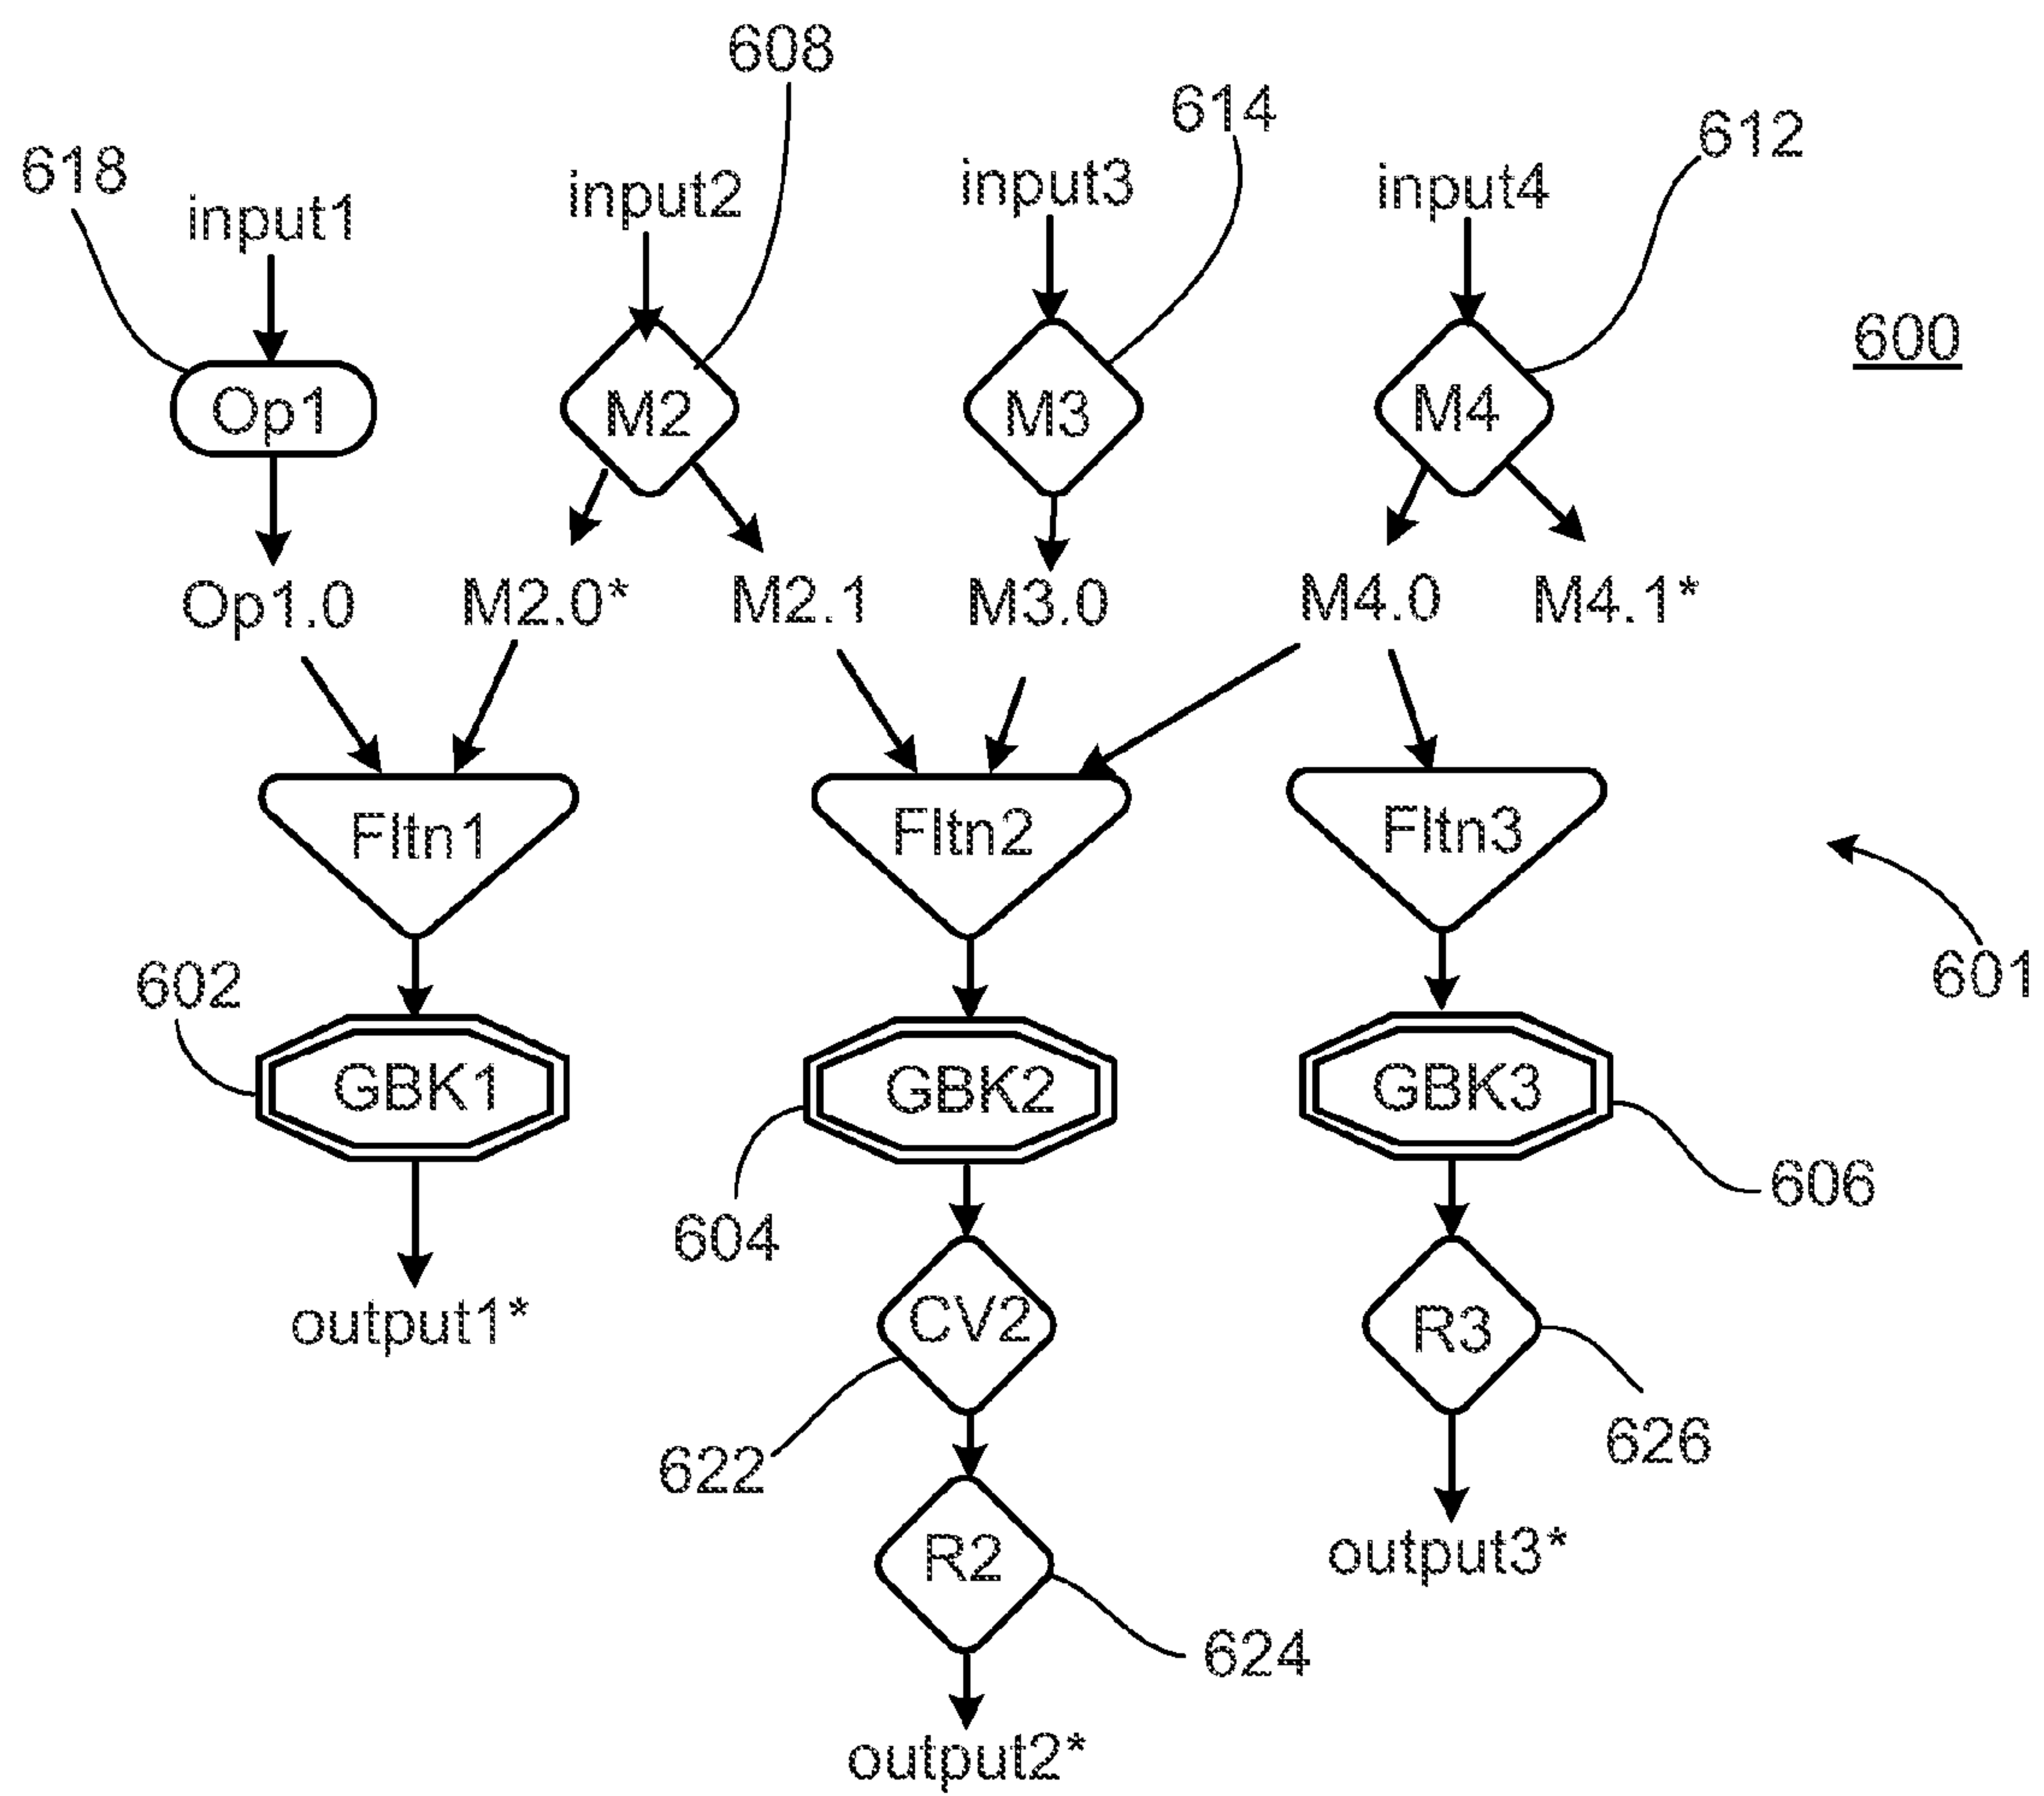 608
614
612
618
input1
input2
input3
input4
600
Op1
M2
M3
M4
Op1.0
M2.0*
M2.1
M3.0
M4.0
M4.1*
Fltn1
Fltn2
Fltn3
601
602
GBK1
GBK2
GBK3
606
604
output1*
CV2
R3
622
626
R2
output3*
624
output2*